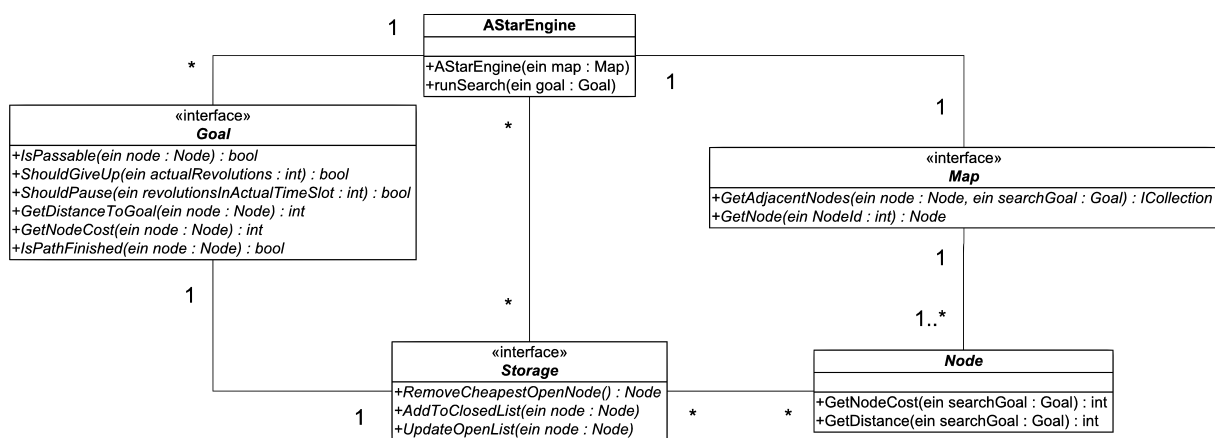 1
AStarEngine
+AStarEngine(ein map : Map)
+runSearch(ein goal : Goal)
*
1
«interface»
Goal
+IsPassable(ein node : Node) : bool
+ShouldGiveUp(ein actualRevolutions : int) : bool
+ShouldPause(ein revolutionsInActualTimeSlot : int) : bool
+GetDistanceToGoal(ein node : Node) : int
+GetNodeCost(ein node : Node) : int
+IsPathFinished(ein node : Node) : bool
*
1
«interface»
Map
+GetAdjacentNodes(ein node : Node, ein searchGoal : Goal) : ICollection
+GetNode(ein NodeId : int) : Node
1
1
*
1..*
«interface»
Storage
+RemoveCheapestOpenNode() : Node
+AddToClosedList(ein node : Node)
+UpdateOpenList(ein node : Node)
Node
+GetNodeCost(ein searchGoal : Goal) : int
+GetDistance(ein searchGoal : Goal) : int
1
*
*